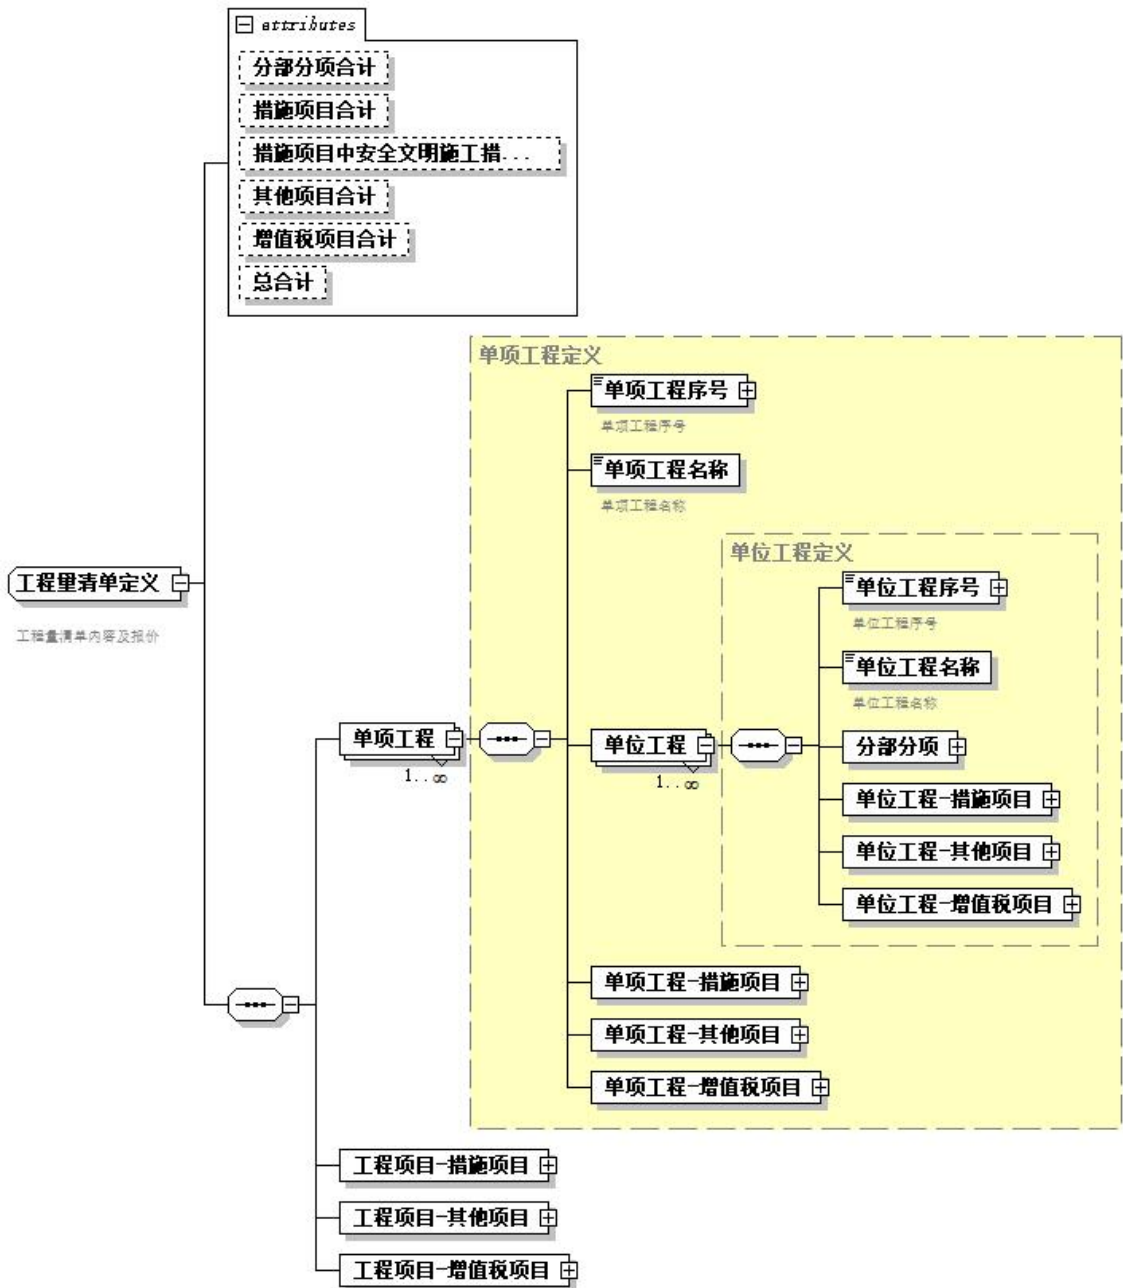 attributes
分部分项合计
措施项目合计
措施项目中安全文明施工措...
其他项目合计
增值税项目合计
总合计
单项工程定义
单项工程序号
单项工程序号
单项工程名称
单项工程名称
单位工程定义
单位工程序号
单位工程序号
单位工程名称
单位工程名称
工程量清单定义
工程量清单内容及报价
单项工程
1..∞
单位工程
1..∞
分部分项
单位工程-措施项目
单位工程-其他项目
单位工程-增值税项目
单项工程-措施项目
单项工程-其他项目
单项工程-增值税项目
工程项目-措施项目
工程项目-其他项目
工程项目-增值税项目